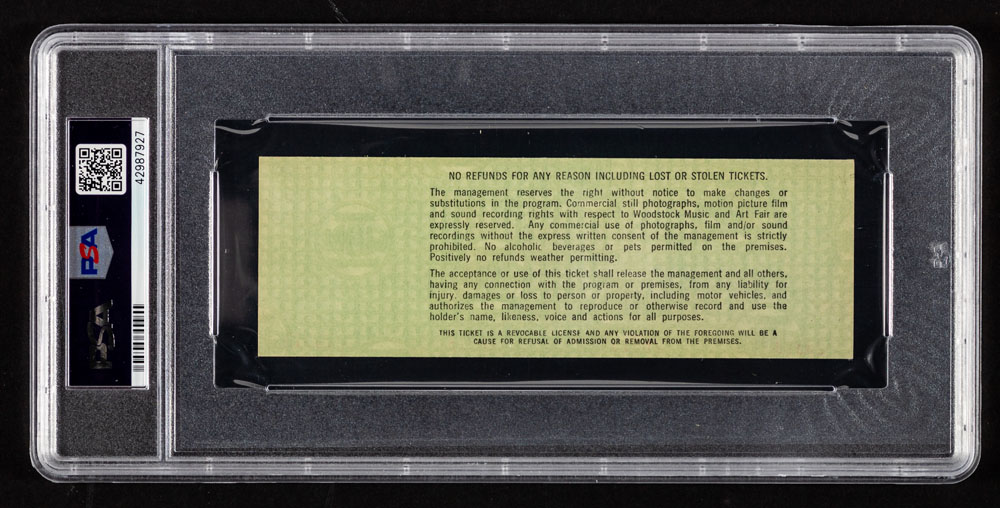 42987927
PSA
NO REFUNDS FOR ANY REASON INCLUDING LOST OR STOLEN TICKETS.
The management reserves the right without notice to make changes or
substitutions in the program. Commercial still photographs, motion picture film
and sound recording rights with respect to Woodstock Music and Art Fair are
expressly reserved. Any commercial use of photographs, film and/or sound
recordings without the express written consent of the management is strictly
prohibited. No alcoholic beverages or pets permitted on the premises.
Positively no refunds weather permitting.
The acceptance or use of this ticket shall release the management and all others,
having any connection with the program or premises, from any liability for
injury, damages or loss to person or property, including motor vehicles, and
authorizes the management to reproduce or otherwise record and use the
holder's name, likeness, voice and actions for all purposes.
THIS TICKET IS A REVOCABLE LICENSE AND ANY VIOLATION OF THE FOREGOING WILL BE A
CAUSE FOR REFUSAL OF ADMISSION OR REMOVAL FROM THE PREMISES.